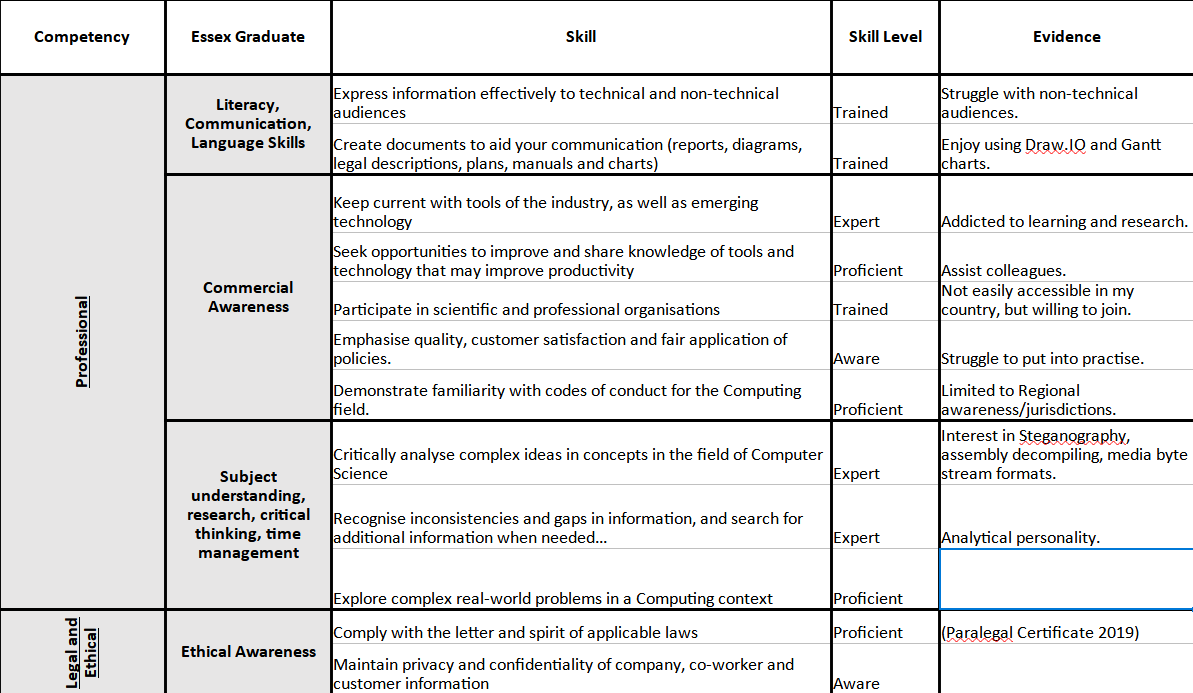 Competency
Essex Graduate
Skill
Skill Level
Evidence
Professional
Literacy,
Communication,
Language Skills
Express information effectively to technical and non-technical
audiences
Trained
Struggle with non-technical
audiences.
Create documents to aid your communication (reports, diagrams,
legal descriptions, plans, manuals and charts)
Trained
Enjoy using Draw.IO and Gantt
charts.
Commercial
Awareness
Keep current with tools of the industry, as well as emerging
technology
Expert
Addicted to learning and research.
Seek opportunities to improve and share knowledge of tools and
technology that may improve productivity
Proficient
Assist colleagues.
Participate in scientific and professional organisations
Trained
Not easily accessible in my
country, but willing to join.
Emphasise quality, customer satisfaction and fair application of
policies.
Aware
Struggle to put into practise.
Demonstrate familiarity with codes of conduct for the Computing
field.
Proficient
Limited to Regional
awareness/jurisdictions.
Subject
understanding,
research, critical
thinking, time
management
Critically analyse complex ideas in concepts in the field of Computer
Science
Expert
Interest in Steganography,
assembly decompiling, media byte
stream formats.
Recognise inconsistencies and gaps in information, and search for
additional information when needed...
Expert
Analytical personality.
Explore complex real-world problems in a Computing context
Proficient
Legal and
Ethical
Ethical Awareness
Comply with the letter and spirit of applicable laws
Proficient
(Paralegal Certificate 2019)
Maintain privacy and confidentiality of company, co-worker and
customer information
Aware